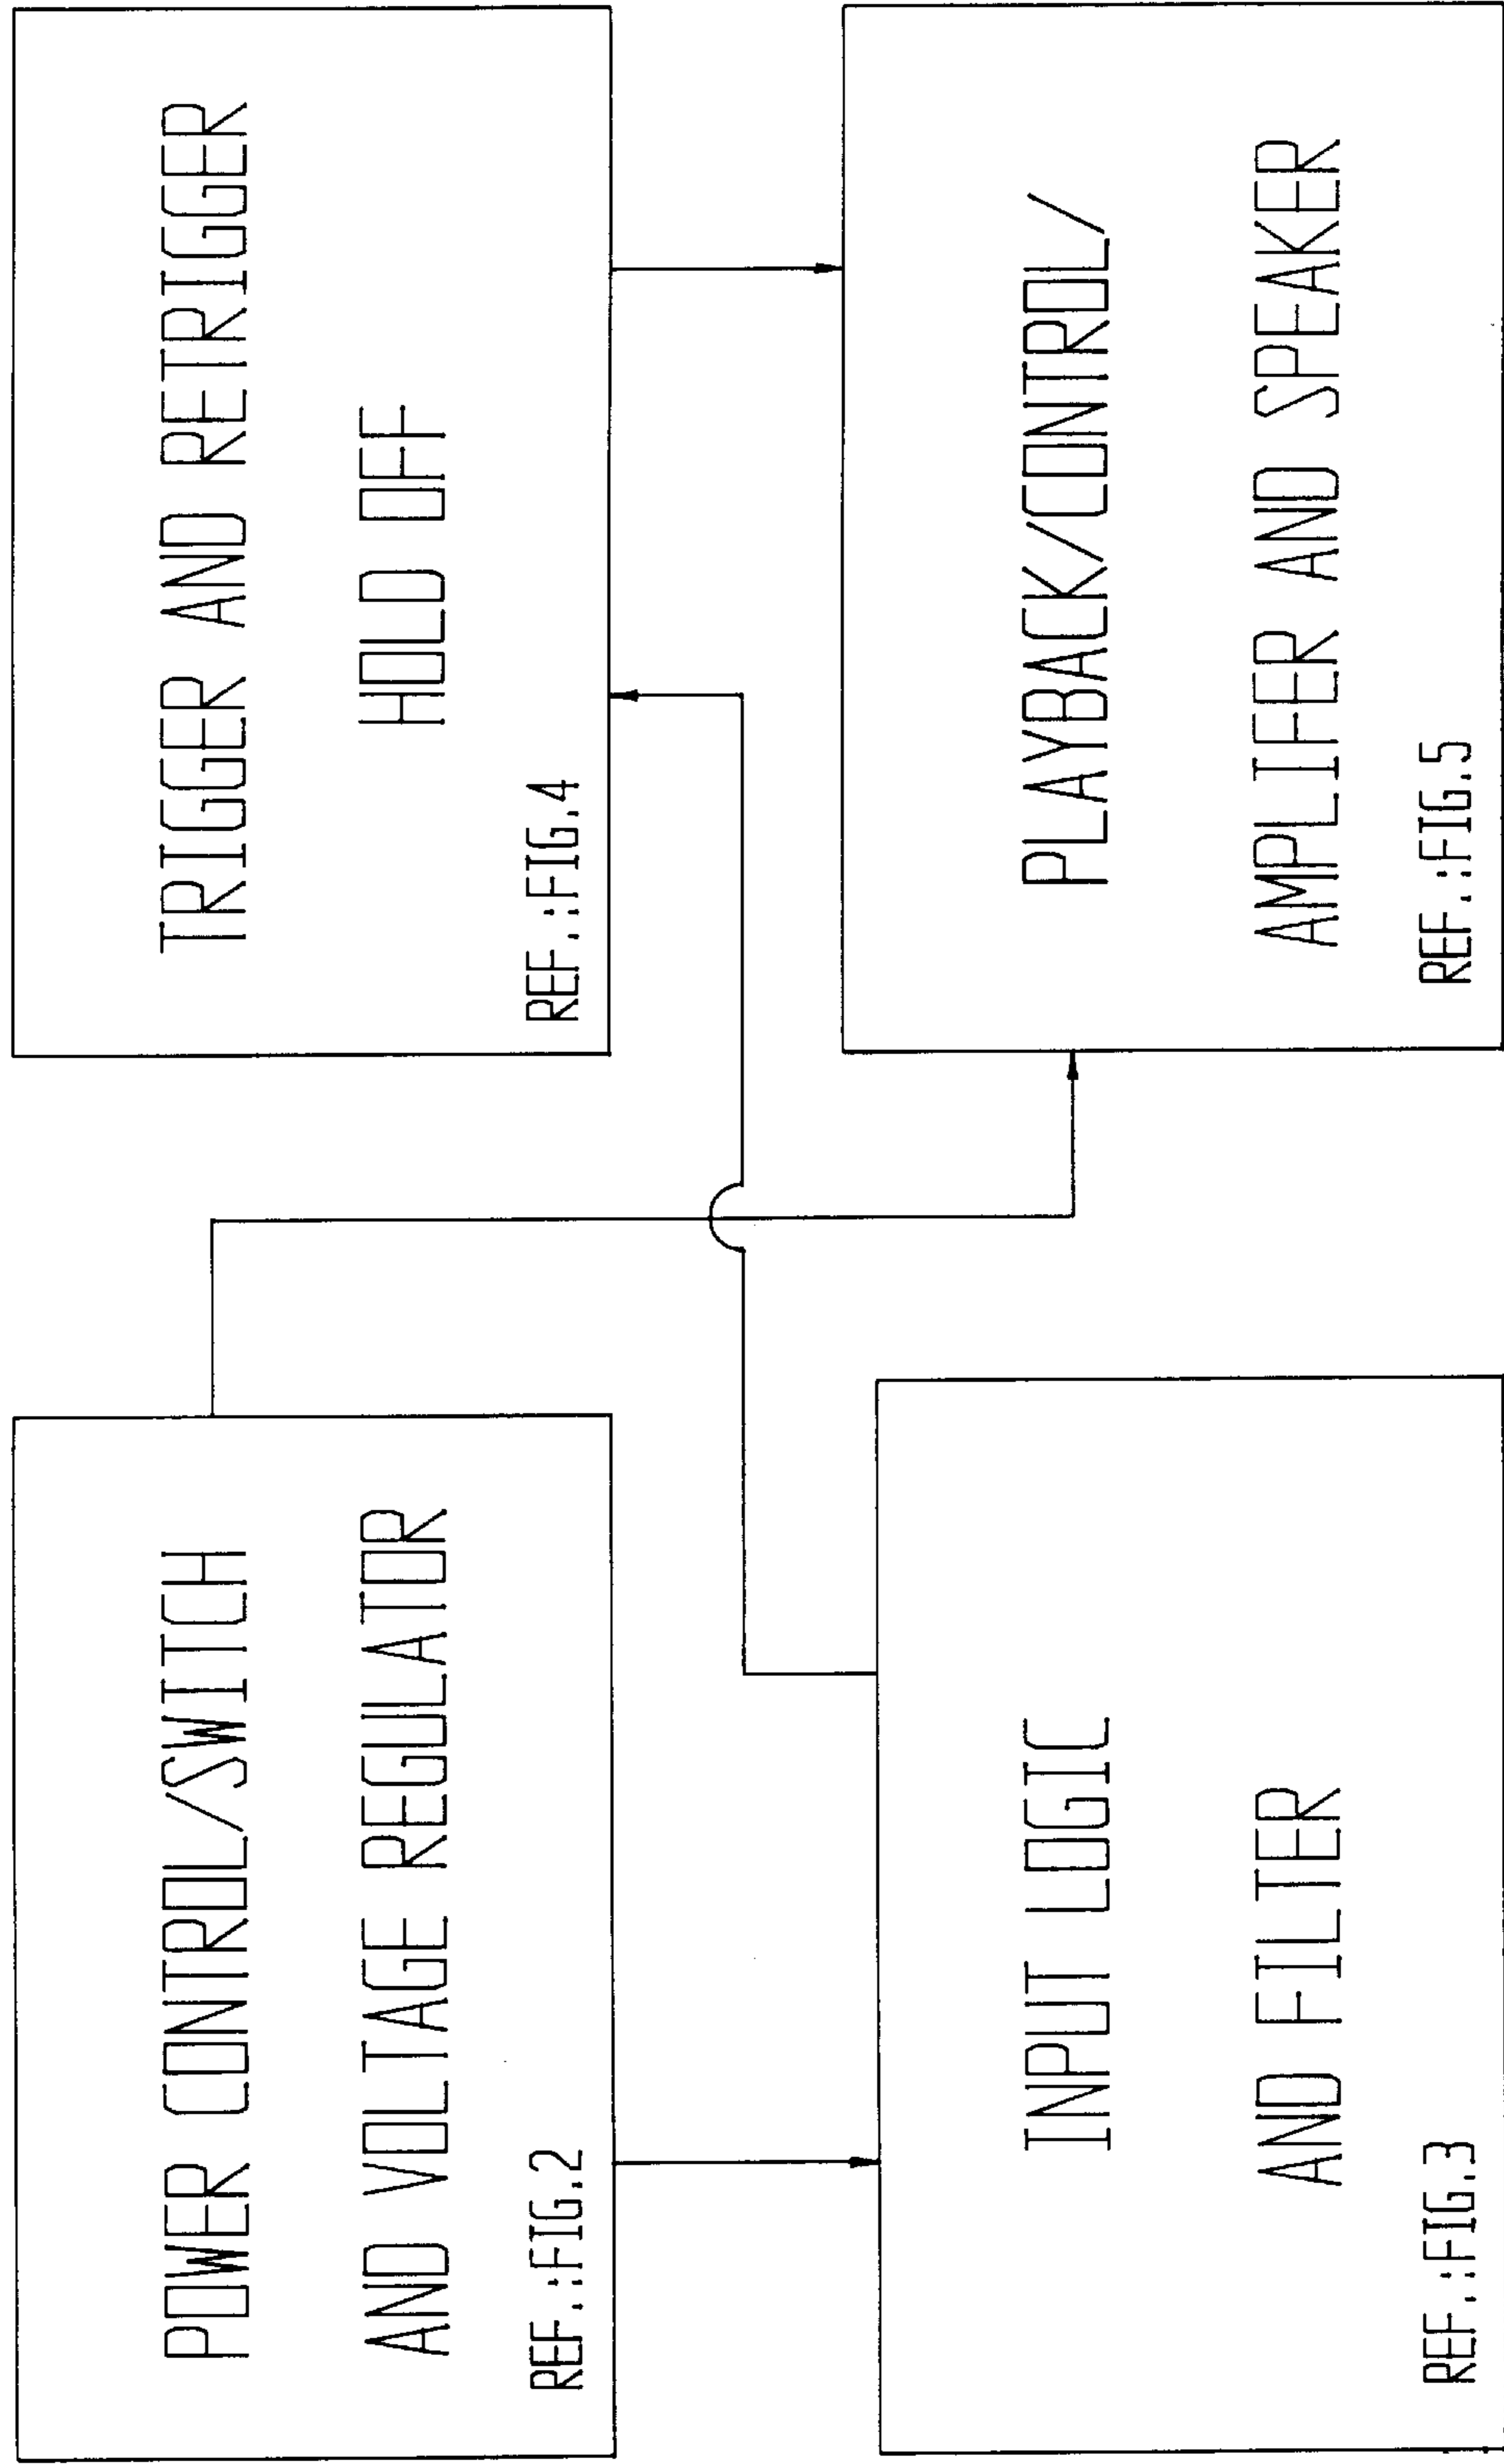 POWER CONTROL/SWITCH
AND VOLTAGE REGULATOR
REF.:FIG.2
TRIGGER AND RETRIGGER
HOLD OFF
REF.:FIG.4
INPUT LOGIC
AND FILTER
REF.:FIG.3
PLAYBACK/CONTROL/
AMPLIFER AND SPEAKER
REF.:FIG.5